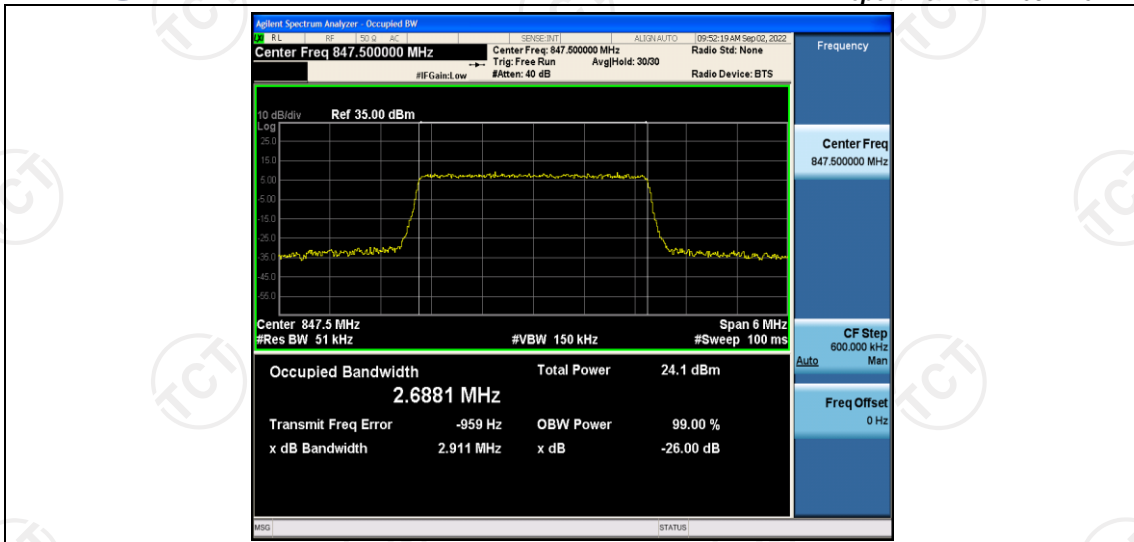 Agilent Spectrum Analyzer - Occupied BW
RL RF 50 Ω AC SENSE:INT ALIGNAUTO 09:52:19 AM Sep 02, 2022
Center Freq 847.500000 MHz
Center Freq: 847.500000 MHz Radio Std: None
Trig: Free Run Avg|Hold: 30/30
#IFGain:Low #Atten: 40 dB Radio Device: BTS
10 dB/div Ref 35.00 dBm
Log
25.0
15.0
5.00
-5.00
-15.0
-25.0
-35.0
-45.0
-55.0
Center 847.5 MHz Span 6 MHz
#Res BW 51 kHz #VBW 150 kHz #Sweep 100 ms
Occupied Bandwidth Total Power 24.1 dBm
2.6881 MHz
Transmit Freq Error -959 Hz OBW Power 99.00 %
x dB Bandwidth 2.911 MHz x dB -26.00 dB
MSG STATUS
Frequency
Center Freq
847.500000 MHz
CF Step
600.000 kHz
Auto Man
Freq Offset
0 Hz
TCT
TCT
TCT
TCT